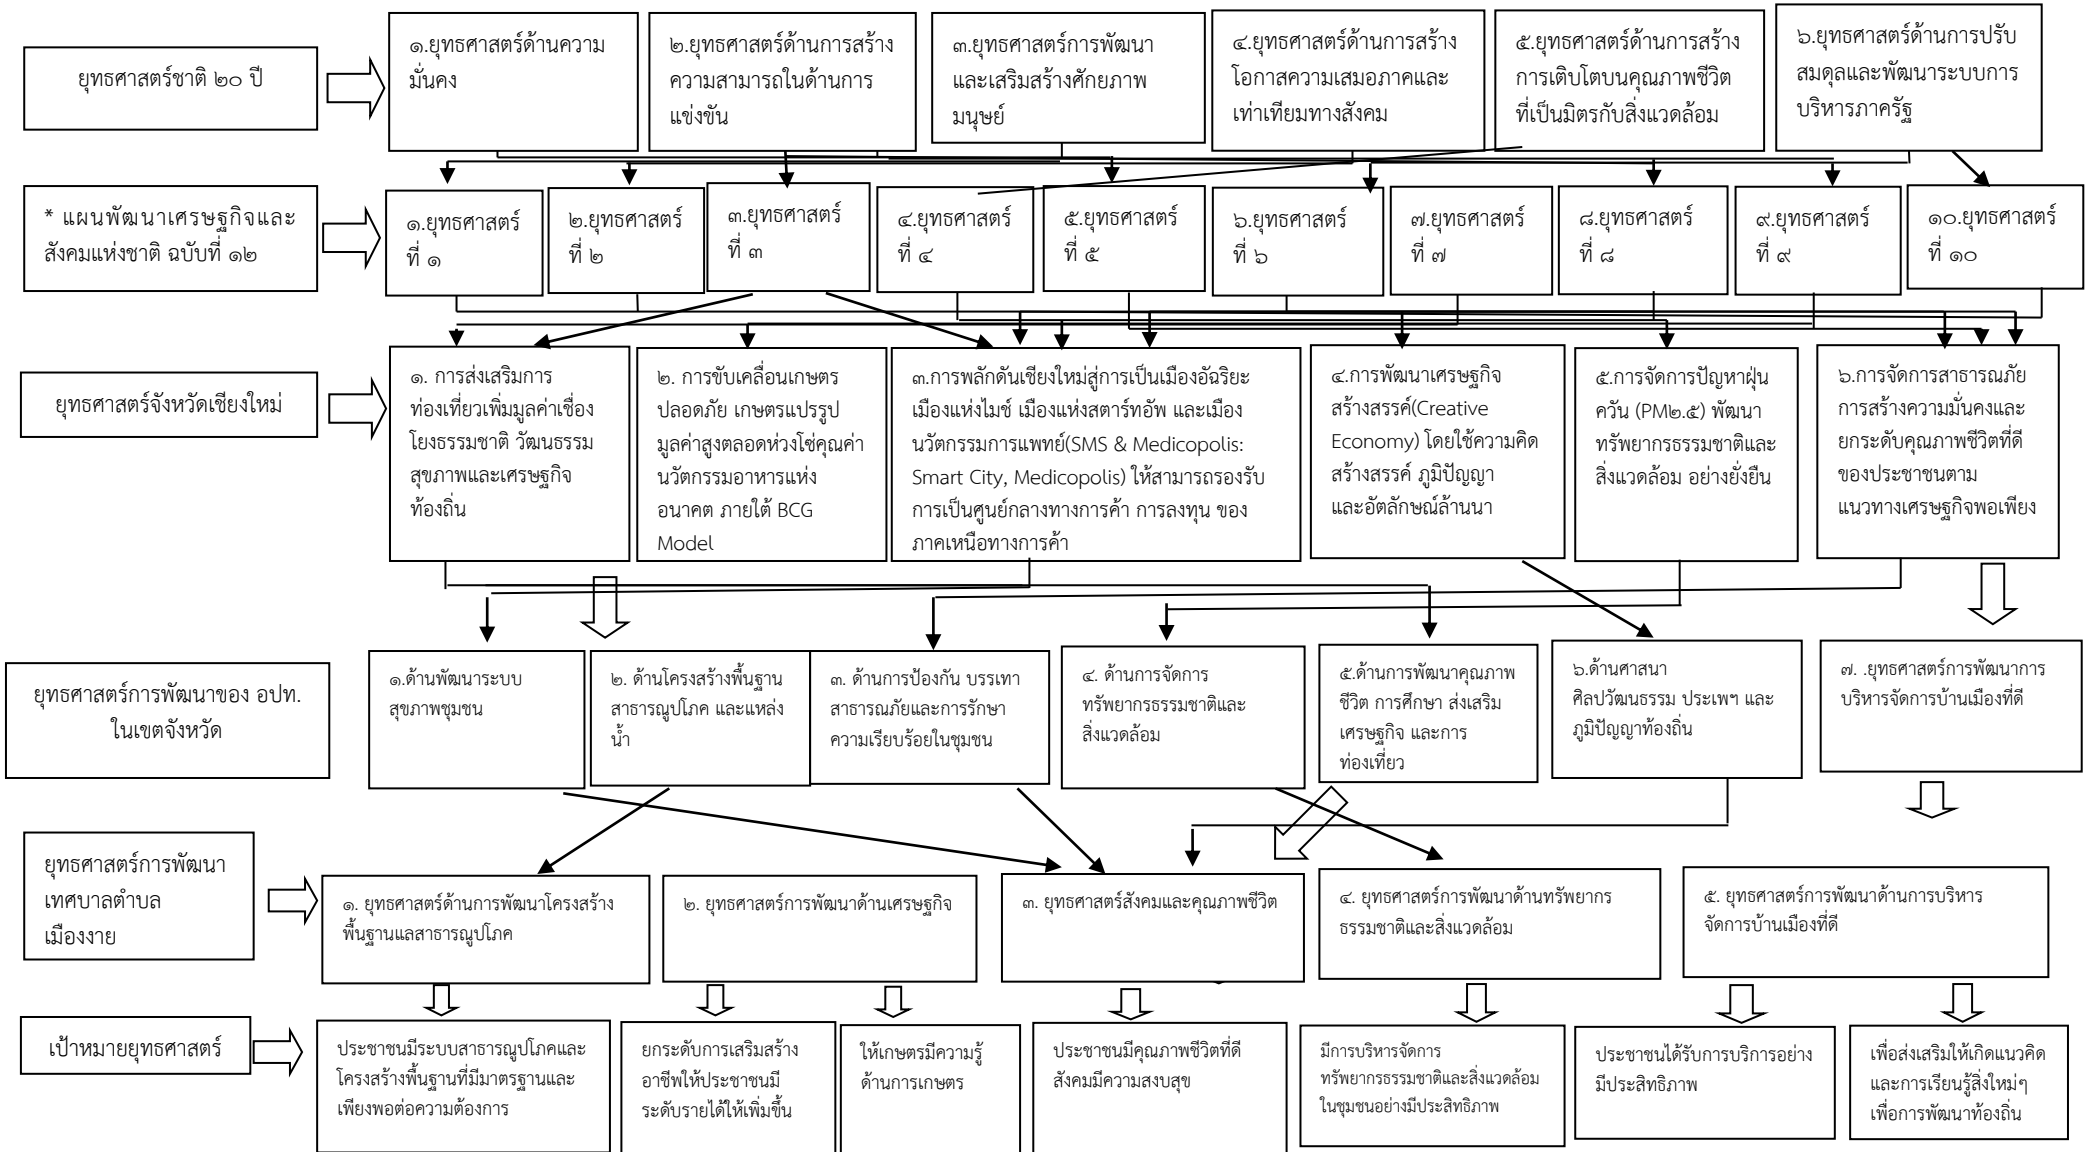 ยุทธศาสตร์ชาติ ๒๐ ปี
๑.ยุทธศาสตร์ด้านความ
มั่นคง
๒.ยุทธศาสตร์ด้านการสร้าง
ความสามารถในด้านการ
แข่งขัน
๓.ยุทธศาสตร์การพัฒนา
และเสริมสร้างศักยภาพ
มนุษย์
๔.ยุทธศาสตร์ด้านการสร้าง
โอกาสความเสมอภาคและ
เท่าเทียมทางสังคม
๕.ยุทธศาสตร์ด้านการสร้าง
การเติบโตบนคุณภาพชีวิต
ที่เป็นมิตรกับสิ่งแวดล้อม
๖.ยุทธศาสตร์ด้านการปรับ
สมดุลและพัฒนาระบบการ
บริหารภาครัฐ
* แผนพัฒนาเศรษฐกิจและ
สังคมแห่งชาติ ฉบับที่ ๑๒
๑.ยุทธศาสตร์
ที่ ๑
๒.ยุทธศาสตร์
ที่ ๒
๓.ยุทธศาสตร์
ที่ ๓
๔.ยุทธศาสตร์
ที่ ๔
๕.ยุทธศาสตร์
ที่ ๕
๖.ยุทธศาสตร์
ที่ ๖
๗.ยุทธศาสตร์
ที่ ๗
๘.ยุทธศาสตร์
ที่ ๘
๙.ยุทธศาสตร์
ที่ ๙
๑๐.ยุทธศาสตร์
ที่ ๑๐
ยุทธศาสตร์จังหวัดเชียงใหม่
๑. การส่งเสริมการ
ท่องเที่ยวเพิ่มมูลค่าเชื่อง
โยงธรรมชาติ วัฒนธรรม
สุขภาพและเศรษฐกิจ
ท้องถิ่น
๒. การขับเคลื่อนเกษตร
ปลอดภัย เกษตรแปรรูป
มูลค่าสูงตลอดห่วงโซ่คุณค่า
นวัตกรรมอาหารแห่ง
อนาคต ภายใต้ BCG
Model
๓.การพลักดันเชียงใหม่สู่การเป็นเมืองอัฉริยะ
เมืองแห่งไมซ์ เมืองแห่งสตาร์ทอัพ และเมือง
นวัตกรรมการแพทย์(SMS & Medicopolis:
Smart City, Medicopolis) ให้สามารถรองรับ
การเป็นศูนย์กลางทางการค้า การลงทุน ของ
ภาคเหนือทางการค้า
๔.การพัฒนาเศรษฐกิจ
สร้างสรรค์(Creative
Economy) โดยใช้ความคิด
สร้างสรรค์ ภูมิปัญญา
และอัตลักษณ์ล้านนา
๕.การจัดการปัญหาฝุ่น
ควัน (PM๒.๕) พัฒนา
ทรัพยากรธรรมชาติและ
สิ่งแวดล้อม อย่างยั่งยืน
๖.การจัดการสาธารณภัย
การสร้างความมั่นคงและ
ยกระดับคุณภาพชีวิตที่ดี
ของประชาชนตาม
แนวทางเศรษฐกิจพอเพียง
ยุทธศาสตร์การพัฒนาของ อปท.
ในเขตจังหวัด
๑.ด้านพัฒนาระบบ
สุขภาพชุมชน
๒. ด้านโครงสร้างพื้นฐาน
สาธารณูปโภค และแหล่ง
น้ำ
๓. ด้านการป้องกัน บรรเทา
สาธารณภัยและการรักษา
ความเรียบร้อยในชุมชน
๔. ด้านการจัดการ
ทรัพยากรธรรมชาติและ
สิ่งแวดล้อม
๕.ด้านการพัฒนาคุณภาพ
ชีวิต การศึกษา ส่งเสริม
เศรษฐกิจ และการ
ท่องเที่ยว
๖.ด้านศาสนา
ศิลปวัฒนธรรม ประเพฯ และ
ภูมิปัญญาท้องถิ่น
๗. .ยุทธศาสตร์การพัฒนาการ
บริหารจัดการบ้านเมืองที่ดี
ยุทธศาสตร์การพัฒนา
เทศบาลตำบล
เมืองงาย
๑. ยุทธศาสตร์ด้านการพัฒนาโครงสร้าง
พื้นฐานแลสาธารณูปโภค
๒. ยุทธศาสตร์การพัฒนาด้านเศรษฐกิจ
๓. ยุทธศาสตร์สังคมและคุณภาพชีวิต
๔. ยุทธศาสตร์การพัฒนาด้านทรัพยากร
ธรรมชาติและสิ่งแวดล้อม
๕. ยุทธศาสตร์การพัฒนาด้านการบริหาร
จัดการบ้านเมืองที่ดี
เป้าหมายยุทธศาสตร์
ประชาชนมีระบบสาธารณูปโภคและ
โครงสร้างพื้นฐานที่มีมาตรฐานและ
เพียงพอต่อความต้องการ
ยกระดับการเสริมสร้าง
อาชีพให้ประชาชนมี
ระดับรายได้ให้เพิ่มขึ้น
ให้เกษตรมีความรู้
ด้านการเกษตร
ประชาชนมีคุณภาพชีวิตที่ดี
สังคมมีความสงบสุข
มีการบริหารจัดการ
ทรัพยากรธรรมชาติและสิ่งแวดล้อม
ในชุมชนอย่างมีประสิทธิภาพ
ประชาชนได้รับการบริการอย่าง
มีประสิทธิภาพ
เพื่อส่งเสริมให้เกิดแนวคิด
และการเรียนรู้สิ่งใหม่ๆ
เพื่อการพัฒนาท้องถิ่น